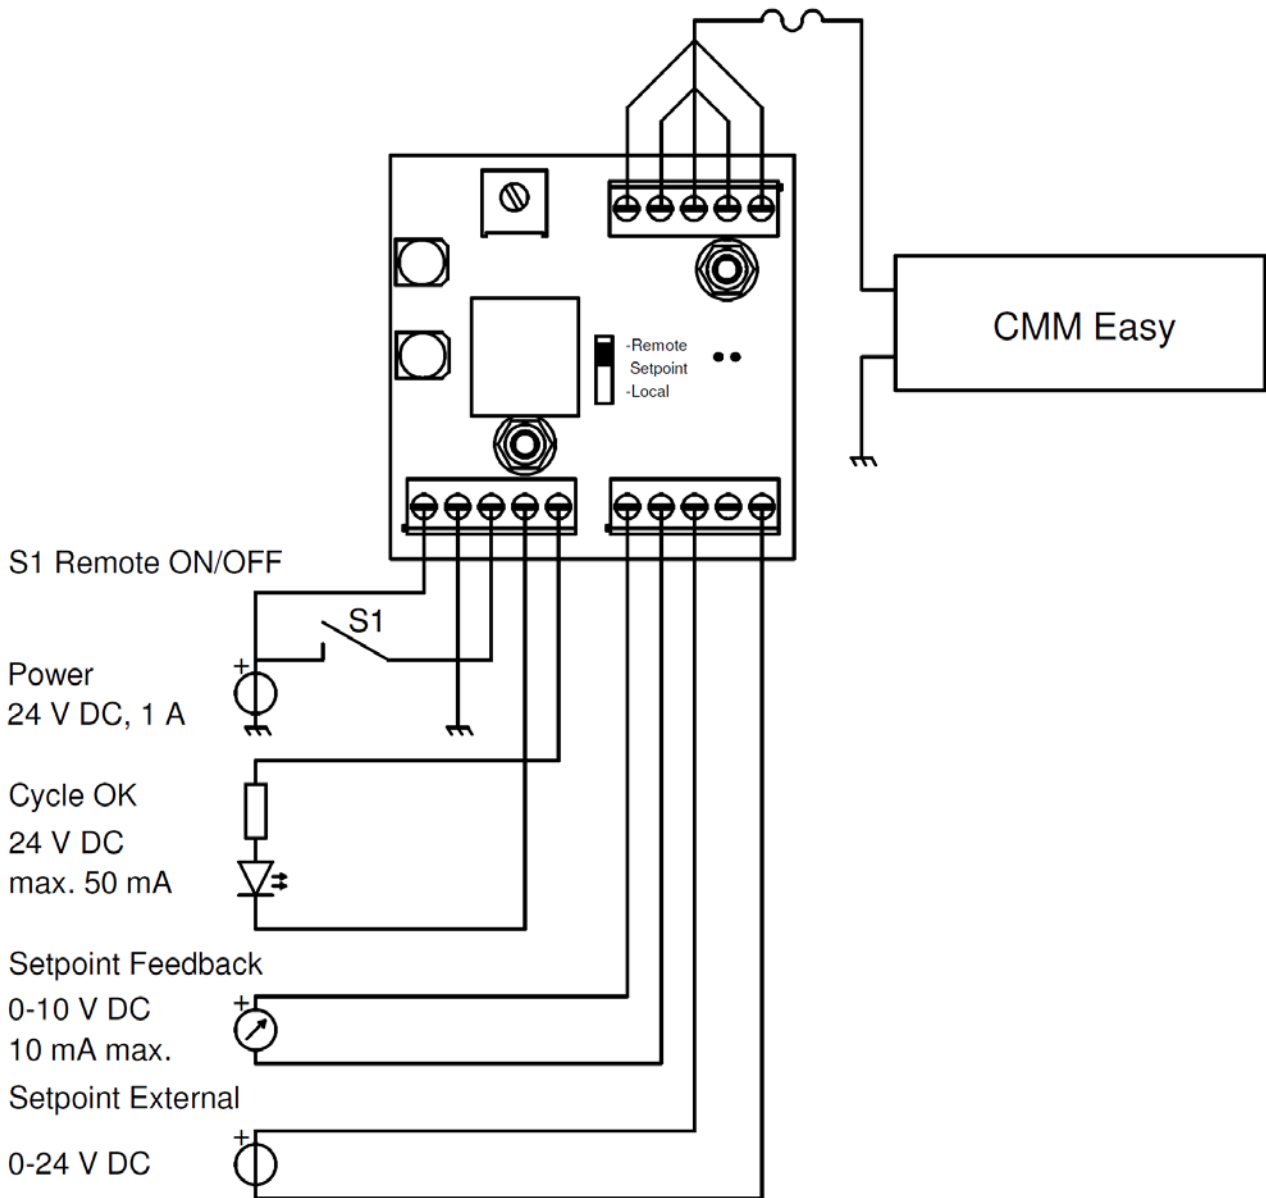 -Remote
Setpoint
-Local
CMM Easy
S1 Remote ON/OFF
S1
+
Power
24 V DC, 1 A
Cycle OK
24 V DC
max. 50 mA
Setpoint Feedback
+
0-10 V DC
10 mA max.
Setpoint External
+
0-24 V DC